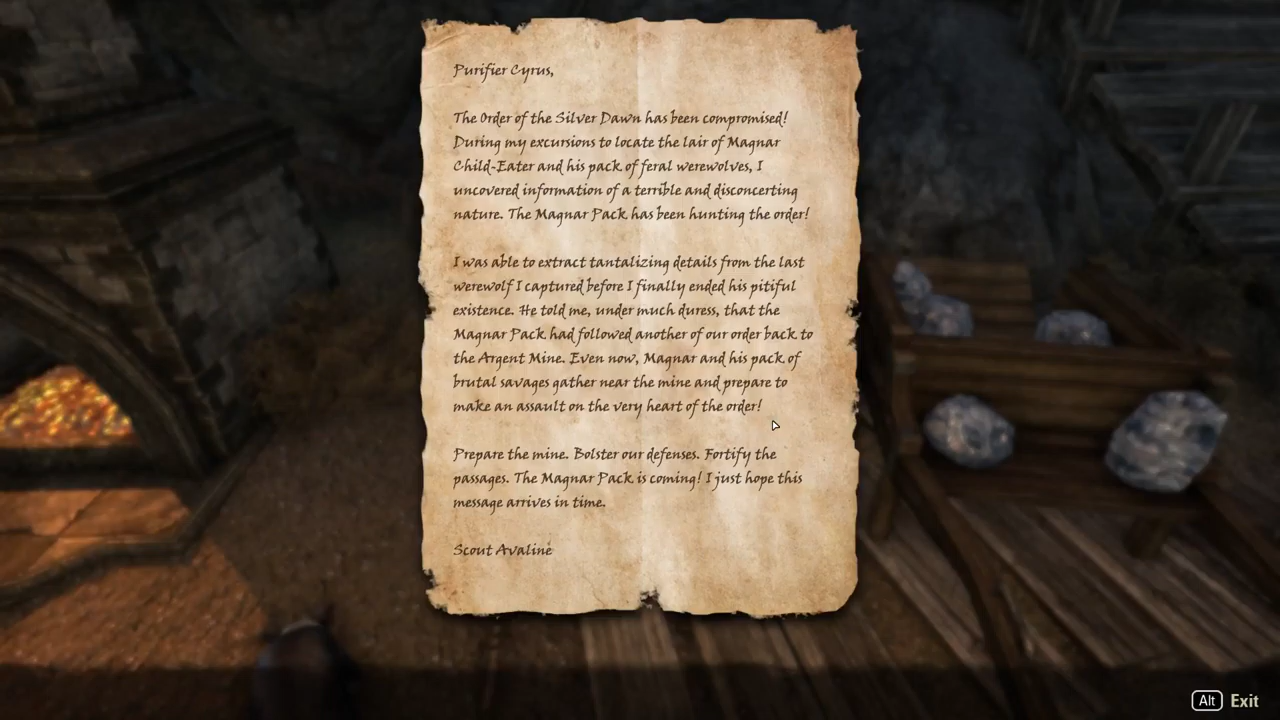 Purifier Cyrus,
The Order of the Silver Dawn has been compromised!
During my excursions to locate the lair of Magnar
Child-Eater and his pack of feral werewolves, I
uncovered information of a terrible and disconcerting
nature. The Magnar Pack has been hunting the order!
I was able to extract tantalizing details from the last
werewolf I captured before I finally ended his pitiful
existence. He told me, under much duress, that the
Magnar Pack had followed another of our order back to
the Argent Mine. Even now, Magnar and his pack of
brutal savages gather near the mine and prepare to
make an assault on the very heart of the order!
Prepare the mine. Bolster our defenses. Fortify the
passages. The Magnar Pack is coming! I just hope this
message arrives in time.
Scout Avaline
Alt Exit